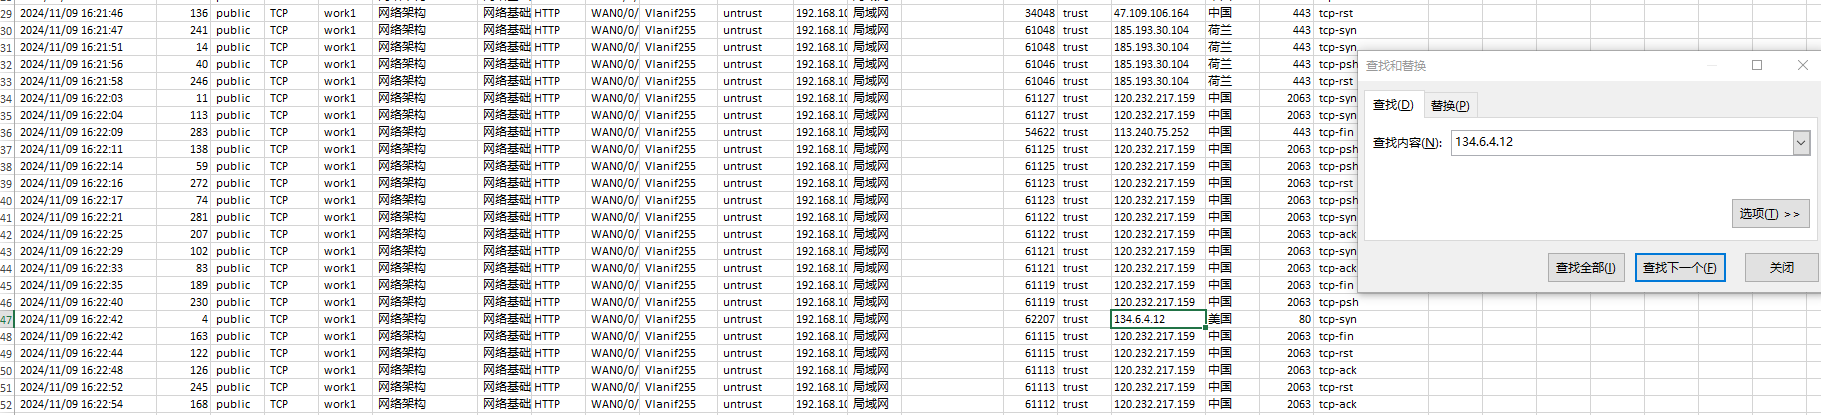 29 2024/11/09 16:21:46 136 public TCP work1 网络架构 网络基础 HTTP WAN0/0/ Vlanif255 untrust 192.168.10 局域网 34048 trust 47.109.106.164 中国 443 tcp-rst
30 2024/11/09 16:21:47 241 public TCP work1 网络架构 网络基础 HTTP WAN0/0/ Vlanif255 untrust 192.168.10 局域网 61048 trust 185.193.30.104 荷兰 443 tcp-syn
31 2024/11/09 16:21:51 14 public TCP work1 网络架构 网络基础 HTTP WAN0/0/ Vlanif255 untrust 192.168.10 局域网 61048 trust 185.193.30.104 荷兰 443 tcp-syn
32 2024/11/09 16:21:56 40 public TCP work1 网络架构 网络基础 HTTP WAN0/0/ Vlanif255 untrust 192.168.10 局域网 61046 trust 185.193.30.104 荷兰 443 tcp-psh
33 2024/11/09 16:21:58 246 public TCP work1 网络架构 网络基础 HTTP WAN0/0/ Vlanif255 untrust 192.168.10 局域网 61046 trust 185.193.30.104 荷兰 443 tcp-rst
34 2024/11/09 16:22:03 11 public TCP work1 网络架构 网络基础 HTTP WAN0/0/ Vlanif255 untrust 192.168.10 局域网 61127 trust 120.232.217.159 中国 2063 tcp-syn
35 2024/11/09 16:22:04 113 public TCP work1 网络架构 网络基础 HTTP WAN0/0/ Vlanif255 untrust 192.168.10 局域网 61127 trust 120.232.217.159 中国 2063 tcp-syn
36 2024/11/09 16:22:09 283 public TCP work1 网络架构 网络基础 HTTP WAN0/0/ Vlanif255 untrust 192.168.10 局域网 54622 trust 113.240.75.252 中国 443 tcp-fin
37 2024/11/09 16:22:11 138 public TCP work1 网络架构 网络基础 HTTP WAN0/0/ Vlanif255 untrust 192.168.10 局域网 61125 trust 120.232.217.159 中国 2063 tcp-psh
38 2024/11/09 16:22:14 59 public TCP work1 网络架构 网络基础 HTTP WAN0/0/ Vlanif255 untrust 192.168.10 局域网 61125 trust 120.232.217.159 中国 2063 tcp-psh
39 2024/11/09 16:22:16 272 public TCP work1 网络架构 网络基础 HTTP WAN0/0/ Vlanif255 untrust 192.168.10 局域网 61123 trust 120.232.217.159 中国 2063 tcp-rst
40 2024/11/09 16:22:17 74 public TCP work1 网络架构 网络基础 HTTP WAN0/0/ Vlanif255 untrust 192.168.10 局域网 61123 trust 120.232.217.159 中国 2063 tcp-psh
41 2024/11/09 16:22:21 281 public TCP work1 网络架构 网络基础 HTTP WAN0/0/ Vlanif255 untrust 192.168.10 局域网 61122 trust 120.232.217.159 中国 2063 tcp-syn
42 2024/11/09 16:22:25 207 public TCP work1 网络架构 网络基础 HTTP WAN0/0/ Vlanif255 untrust 192.168.10 局域网 61122 trust 120.232.217.159 中国 2063 tcp-ack
43 2024/11/09 16:22:29 102 public TCP work1 网络架构 网络基础 HTTP WAN0/0/ Vlanif255 untrust 192.168.10 局域网 61121 trust 120.232.217.159 中国 2063 tcp-syn
44 2024/11/09 16:22:33 83 public TCP work1 网络架构 网络基础 HTTP WAN0/0/ Vlanif255 untrust 192.168.10 局域网 61121 trust 120.232.217.159 中国 2063 tcp-ack
45 2024/11/09 16:22:35 189 public TCP work1 网络架构 网络基础 HTTP WAN0/0/ Vlanif255 untrust 192.168.10 局域网 61119 trust 120.232.217.159 中国 2063 tcp-fin
46 2024/11/09 16:22:40 230 public TCP work1 网络架构 网络基础 HTTP WAN0/0/ Vlanif255 untrust 192.168.10 局域网 61119 trust 120.232.217.159 中国 2063 tcp-psh
47 2024/11/09 16:22:42 4 public TCP work1 网络架构 网络基础 HTTP WAN0/0/ Vlanif255 untrust 192.168.10 局域网 62207 trust 134.6.4.12 美国 80 tcp-syn
48 2024/11/09 16:22:42 163 public TCP work1 网络架构 网络基础 HTTP WAN0/0/ Vlanif255 untrust 192.168.10 局域网 61115 trust 120.232.217.159 中国 2063 tcp-fin
49 2024/11/09 16:22:44 122 public TCP work1 网络架构 网络基础 HTTP WAN0/0/ Vlanif255 untrust 192.168.10 局域网 61115 trust 120.232.217.159 中国 2063 tcp-rst
50 2024/11/09 16:22:48 126 public TCP work1 网络架构 网络基础 HTTP WAN0/0/ Vlanif255 untrust 192.168.10 局域网 61113 trust 120.232.217.159 中国 2063 tcp-ack
51 2024/11/09 16:22:52 245 public TCP work1 网络架构 网络基础 HTTP WAN0/0/ Vlanif255 untrust 192.168.10 局域网 61113 trust 120.232.217.159 中国 2063 tcp-rst
52 2024/11/09 16:22:54 168 public TCP work1 网络架构 网络基础 HTTP WAN0/0/ Vlanif255 untrust 192.168.10 局域网 61112 trust 120.232.217.159 中国 2063 tcp-ack
查找和替换
查找(D) 替换(P)
查找内容(N): 134.6.4.12
选项(T) >>
查找全部(I) 查找下一个(F) 关闭